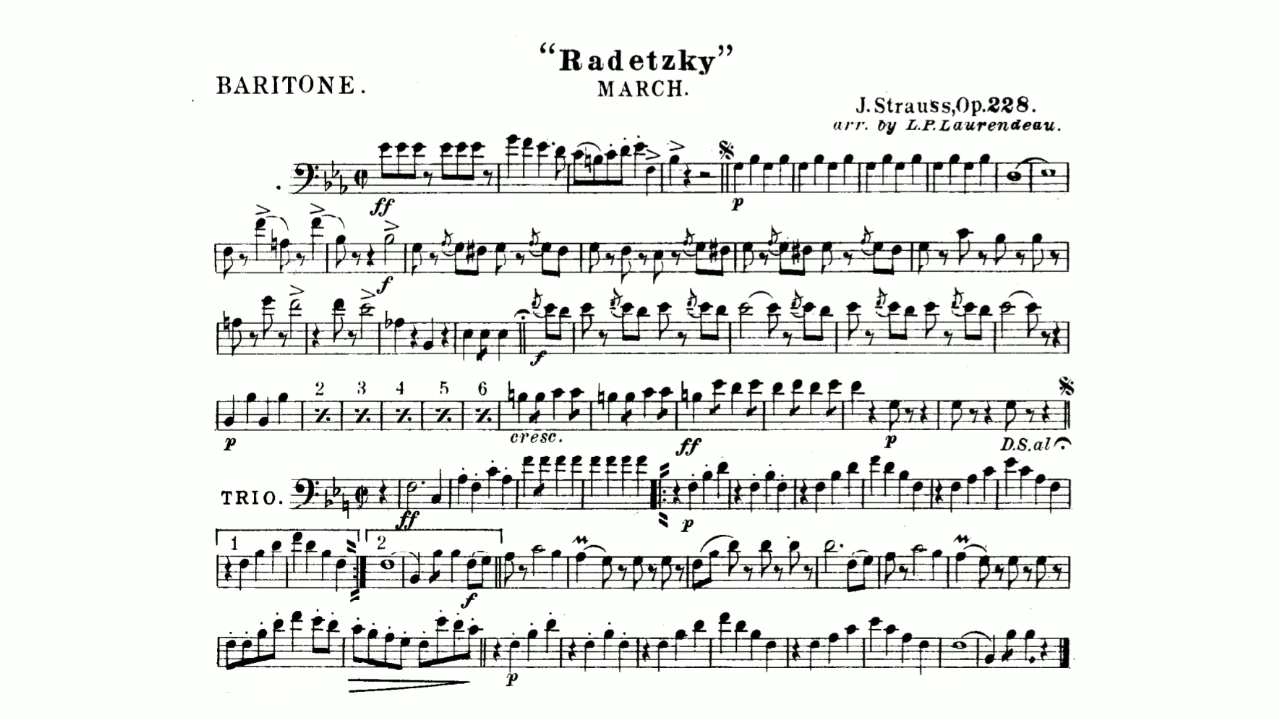 “Radetzky”
BARITONE.
MARCH.
J. Strauss, Op. 228.
arr. by L. P. Laurendeau.
ff
p
f
f
2 3 4 5 6
p cresc. ff p D.S. al
TRIO.
ff p
1 2
f
p